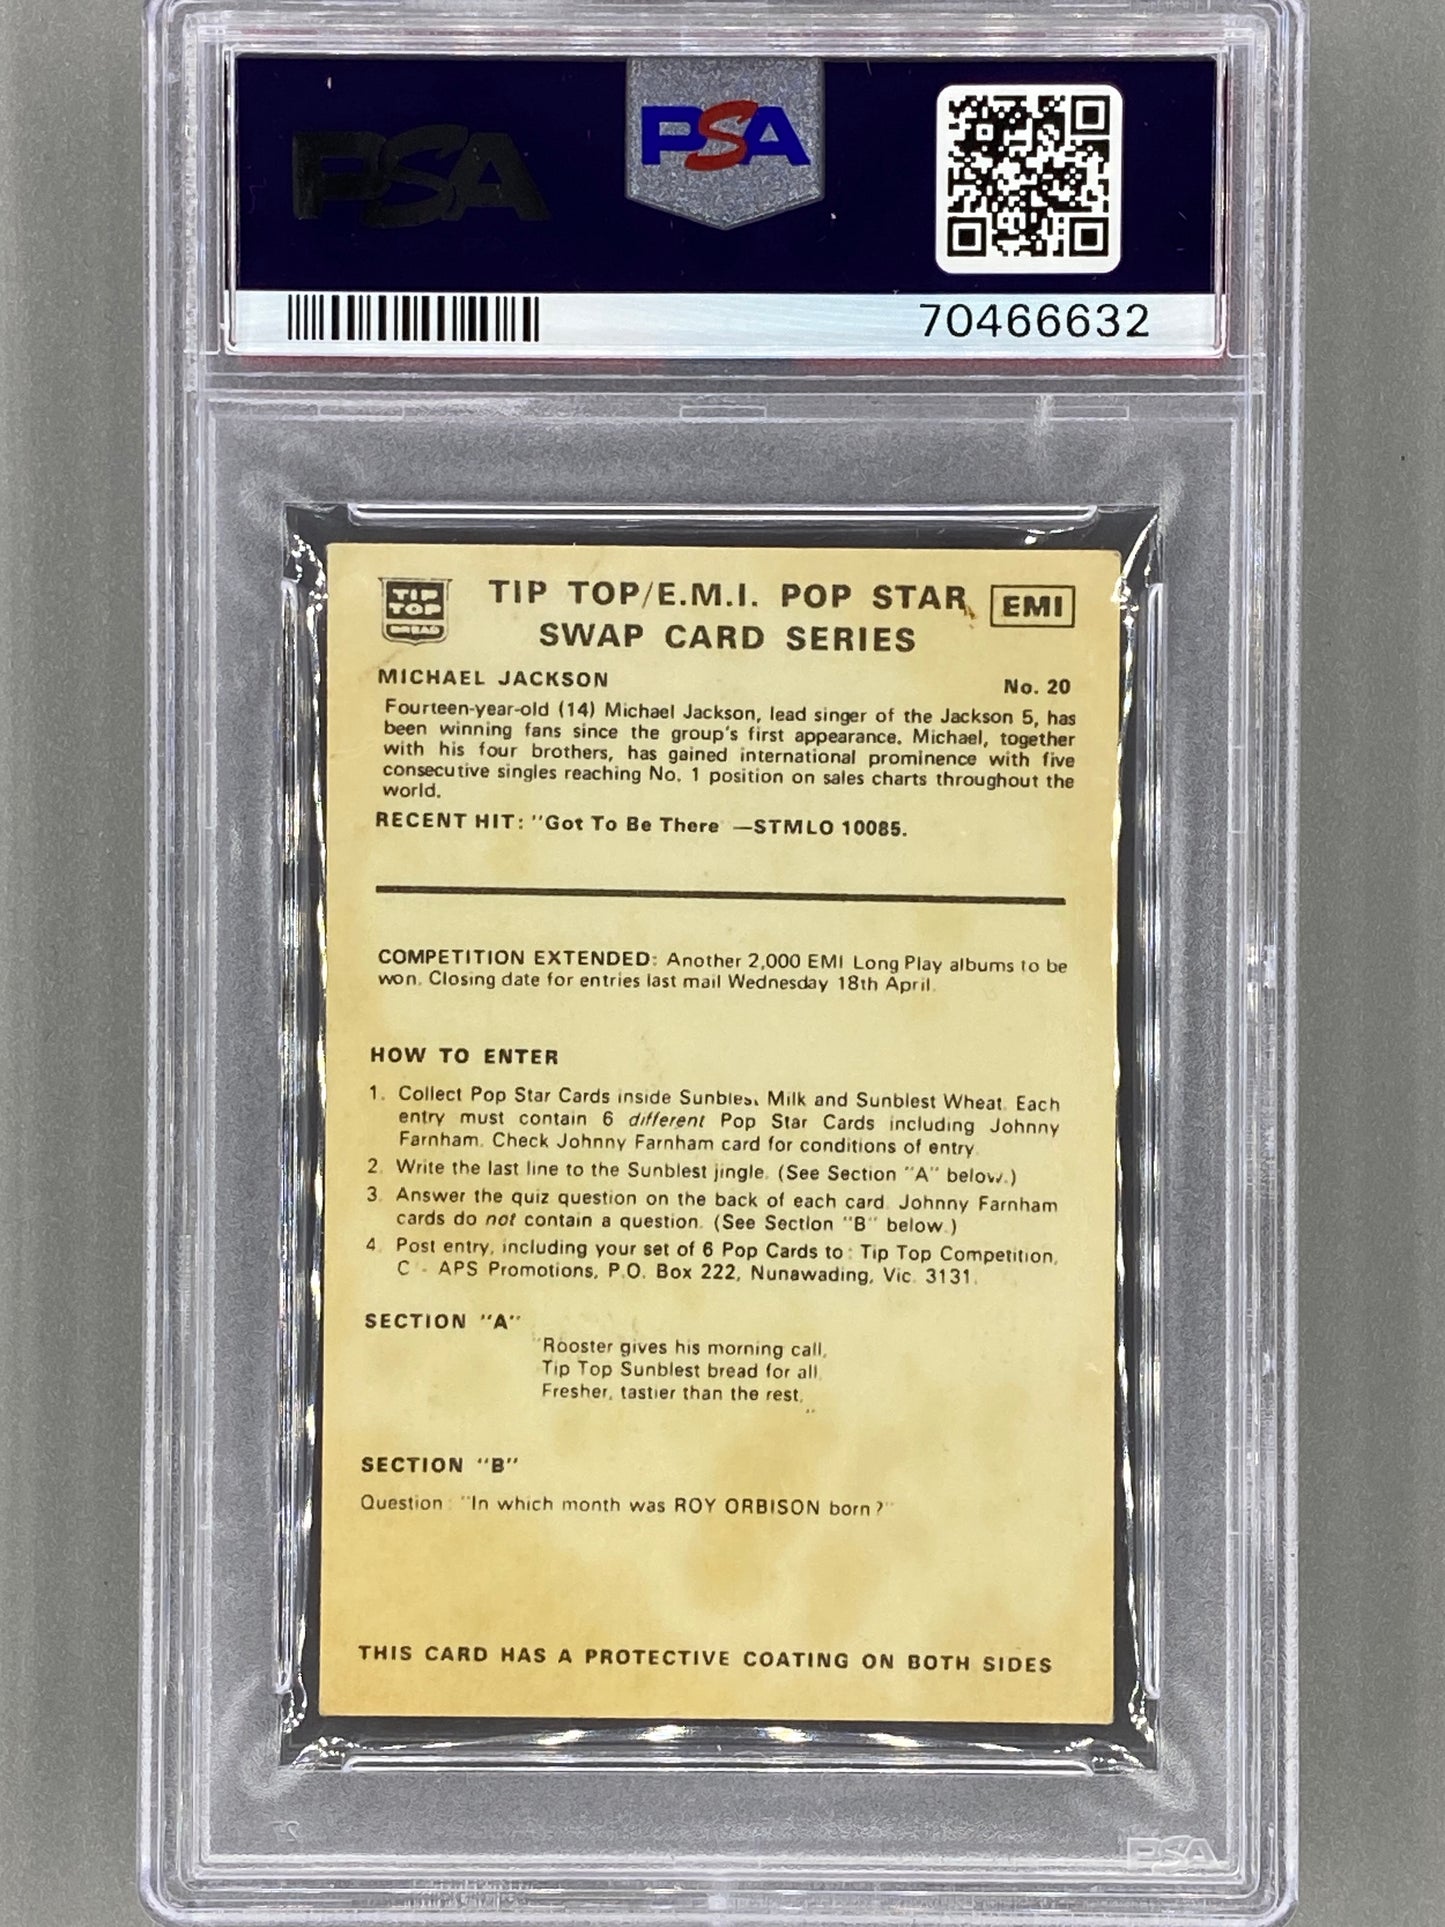 PSA
PSA
70466632
TIP TOP BREAD
TIP TOP/E.M.I. POP STAR
SWAP CARD SERIES
EMI
MICHAEL JACKSON
No. 20
Fourteen-year-old (14) Michael Jackson, lead singer of the Jackson 5, has
been winning fans since the group's first appearance. Michael, together
with his four brothers, has gained international prominence with five
consecutive singles reaching No. 1 position on sales charts throughout the
world.
RECENT HIT: "Got To Be There —STMLO 10085.
COMPETITION EXTENDED: Another 2,000 EMI Long Play albums to be
won. Closing date for entries last mail Wednesday 18th April.
HOW TO ENTER
1. Collect Pop Star Cards inside Sunblest Milk and Sunblest Wheat. Each
entry must contain 6 different Pop Star Cards including Johnny
Farnham. Check Johnny Farnham card for conditions of entry.
2. Write the last line to the Sunblest jingle. (See Section "A" below.)
3. Answer the quiz question on the back of each card. Johnny Farnham
cards do not contain a question. (See Section "B" below.)
4. Post entry, including your set of 6 Pop Cards to: Tip Top Competition,
C - APS Promotions, P.O. Box 222, Nunawading, Vic. 3131.
SECTION "A"
"Rooster gives his morning call,
Tip Top Sunblest bread for all,
Fresher, tastier than the rest,
"
SECTION "B"
Question: "In which month was ROY ORBISON born?"
THIS CARD HAS A PROTECTIVE COATING ON BOTH SIDES
PSA